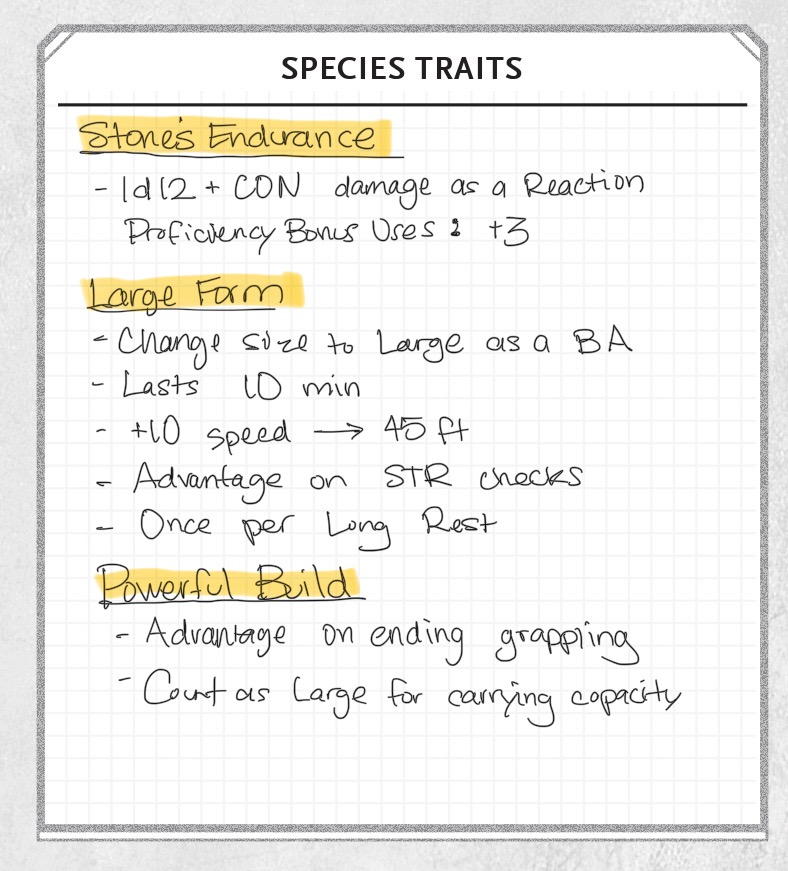 SPECIES TRAITS
Stone's Endurance
- 1d12 + CON damage as a Reaction
Proficiency Bonus Uses : +3
Large Form
- Change size to Large as a BA
- Lasts 10 min
- +10 speed → 45 ft
- Advantage on STR checks
- Once per Long Rest
Powerful Build
- Advantage on ending grappling
- Count as Large for carrying capacity